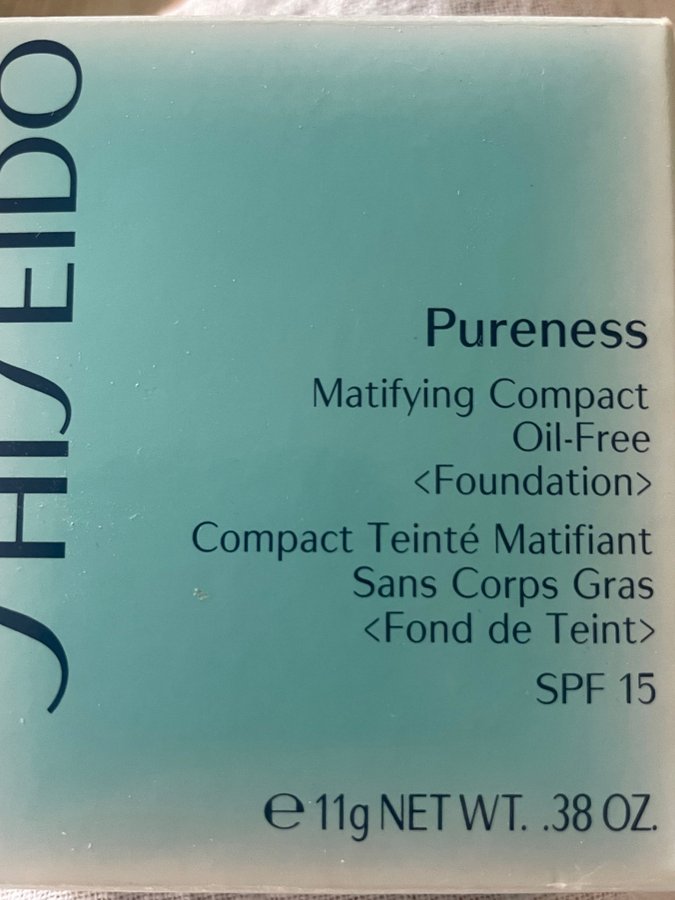 SHISEIDO
Pureness
Matifying Compact
Oil-Free
<Foundation>
Compact Teinté Matifiant
Sans Corps Gras
<Fond de Teint>
SPF 15
℮ 11g NET WT. .38 OZ.